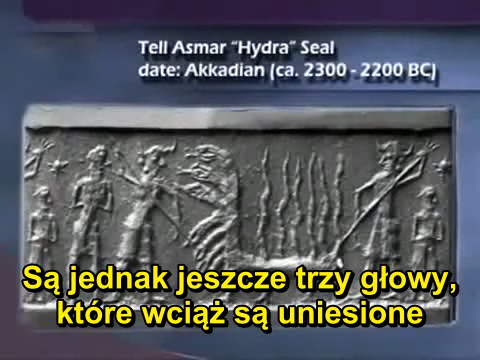 Tell Asmar “Hydra” Seal
date: Akkadian (ca. 2300 - 2200 BC)
Są jednak jeszcze trzy głowy,
które wciąż są uniesione